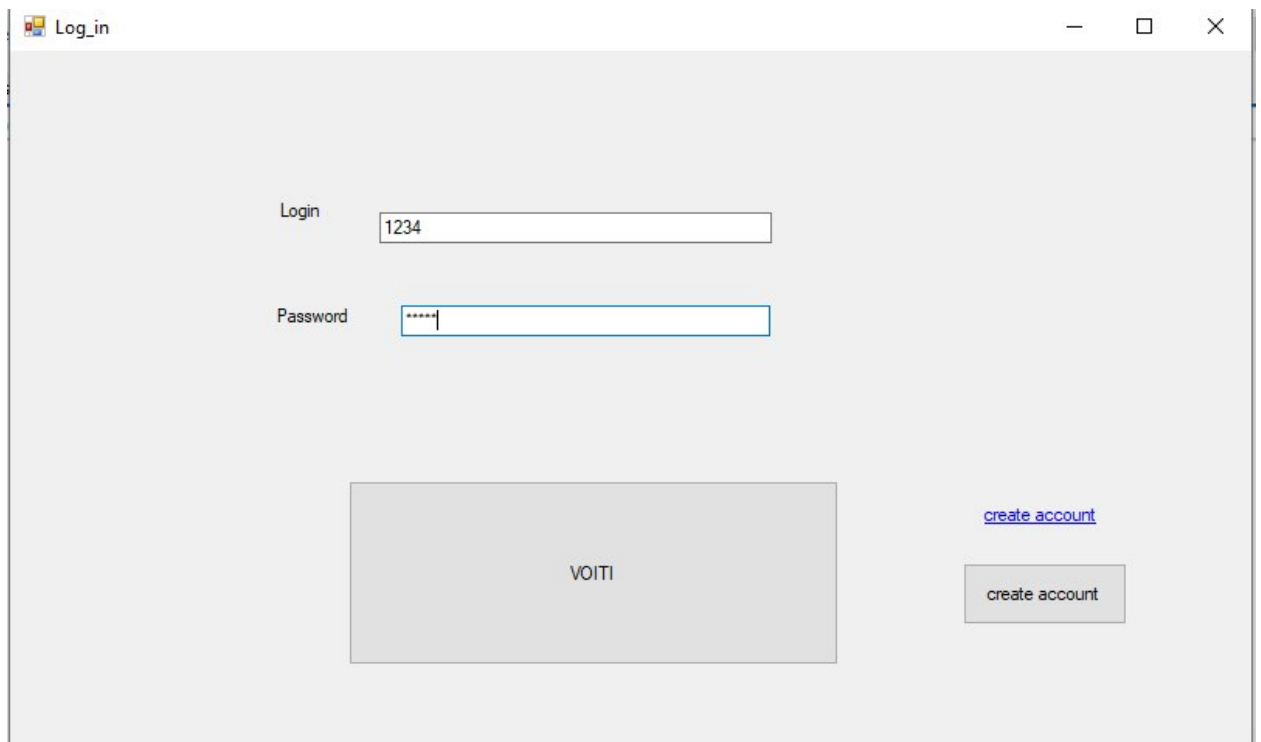 Log_in
Login
1234
Password
*****
create account
VOITI
create account